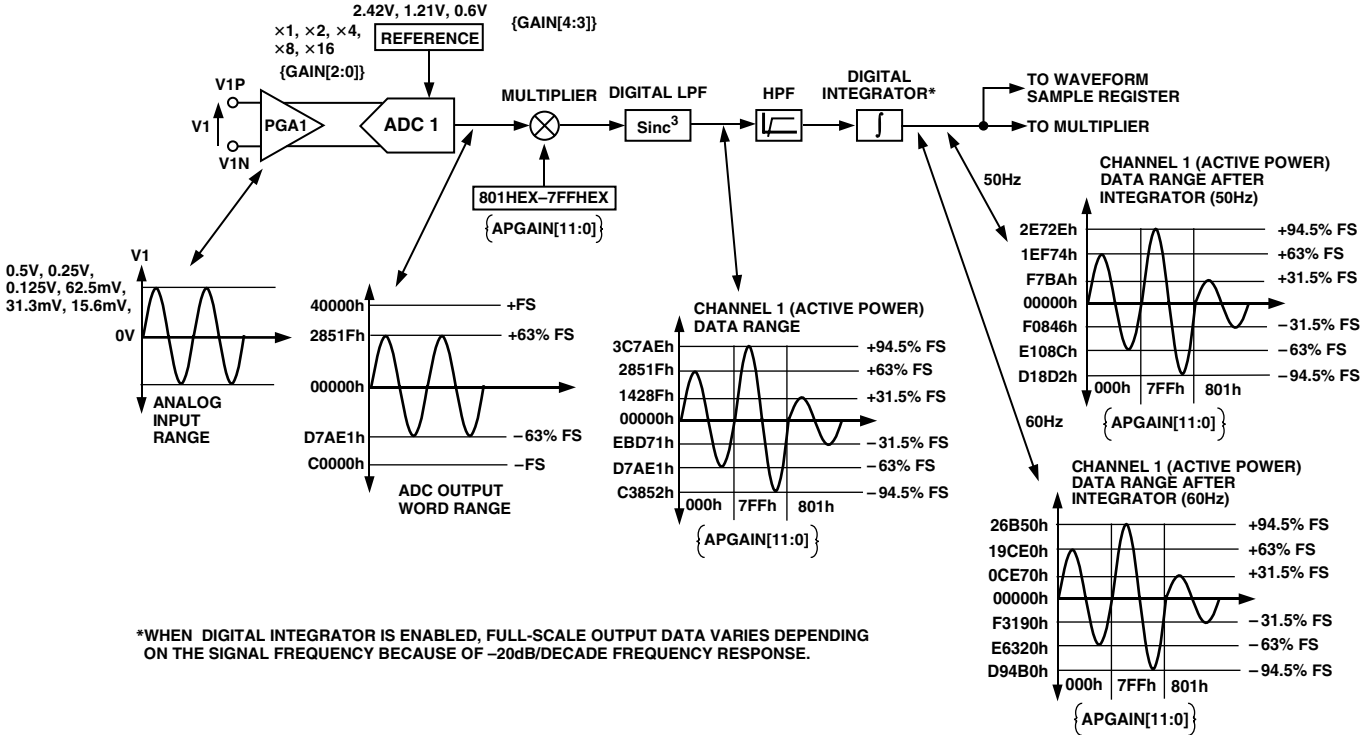 2.42V, 1.21V, 0.6V
{GAIN[4:3]}
×1, ×2, ×4,
×8, ×16
{GAIN[2:0]}
REFERENCE
V1P
V1
V1N
PGA1
ADC 1
MULTIPLIER
801HEX–7FFHEX
{APGAIN[11:0]}
DIGITAL LPF
Sinc³
HPF
DIGITAL
INTEGRATOR*
∫
TO WAVEFORM
SAMPLE REGISTER
TO MULTIPLIER
50Hz
60Hz
V1
0.5V, 0.25V,
0.125V, 62.5mV,
31.3mV, 15.6mV,
0V
ANALOG
INPUT
RANGE
40000h +FS
2851Fh +63% FS
00000h
D7AE1h –63% FS
C0000h –FS
ADC OUTPUT
WORD RANGE
CHANNEL 1 (ACTIVE POWER)
DATA RANGE
3C7AEh +94.5% FS
2851Fh +63% FS
1428Fh +31.5% FS
00000h
EBD71h –31.5% FS
D7AE1h –63% FS
C3852h –94.5% FS
000h 7FFh 801h
{APGAIN[11:0]}
CHANNEL 1 (ACTIVE POWER)
DATA RANGE AFTER
INTEGRATOR (50Hz)
2E72Eh +94.5% FS
1EF74h +63% FS
F7BAh +31.5% FS
00000h
F0846h –31.5% FS
E108Ch –63% FS
D18D2h –94.5% FS
000h 7FFh 801h
{APGAIN[11:0]}
CHANNEL 1 (ACTIVE POWER)
DATA RANGE AFTER
INTEGRATOR (60Hz)
26B50h +94.5% FS
19CE0h +63% FS
0CE70h +31.5% FS
00000h
F3190h –31.5% FS
E6320h –63% FS
D94B0h –94.5% FS
000h 7FFh 801h
{APGAIN[11:0]}
*WHEN DIGITAL INTEGRATOR IS ENABLED, FULL-SCALE OUTPUT DATA VARIES DEPENDING
ON THE SIGNAL FREQUENCY BECAUSE OF –20dB/DECADE FREQUENCY RESPONSE.